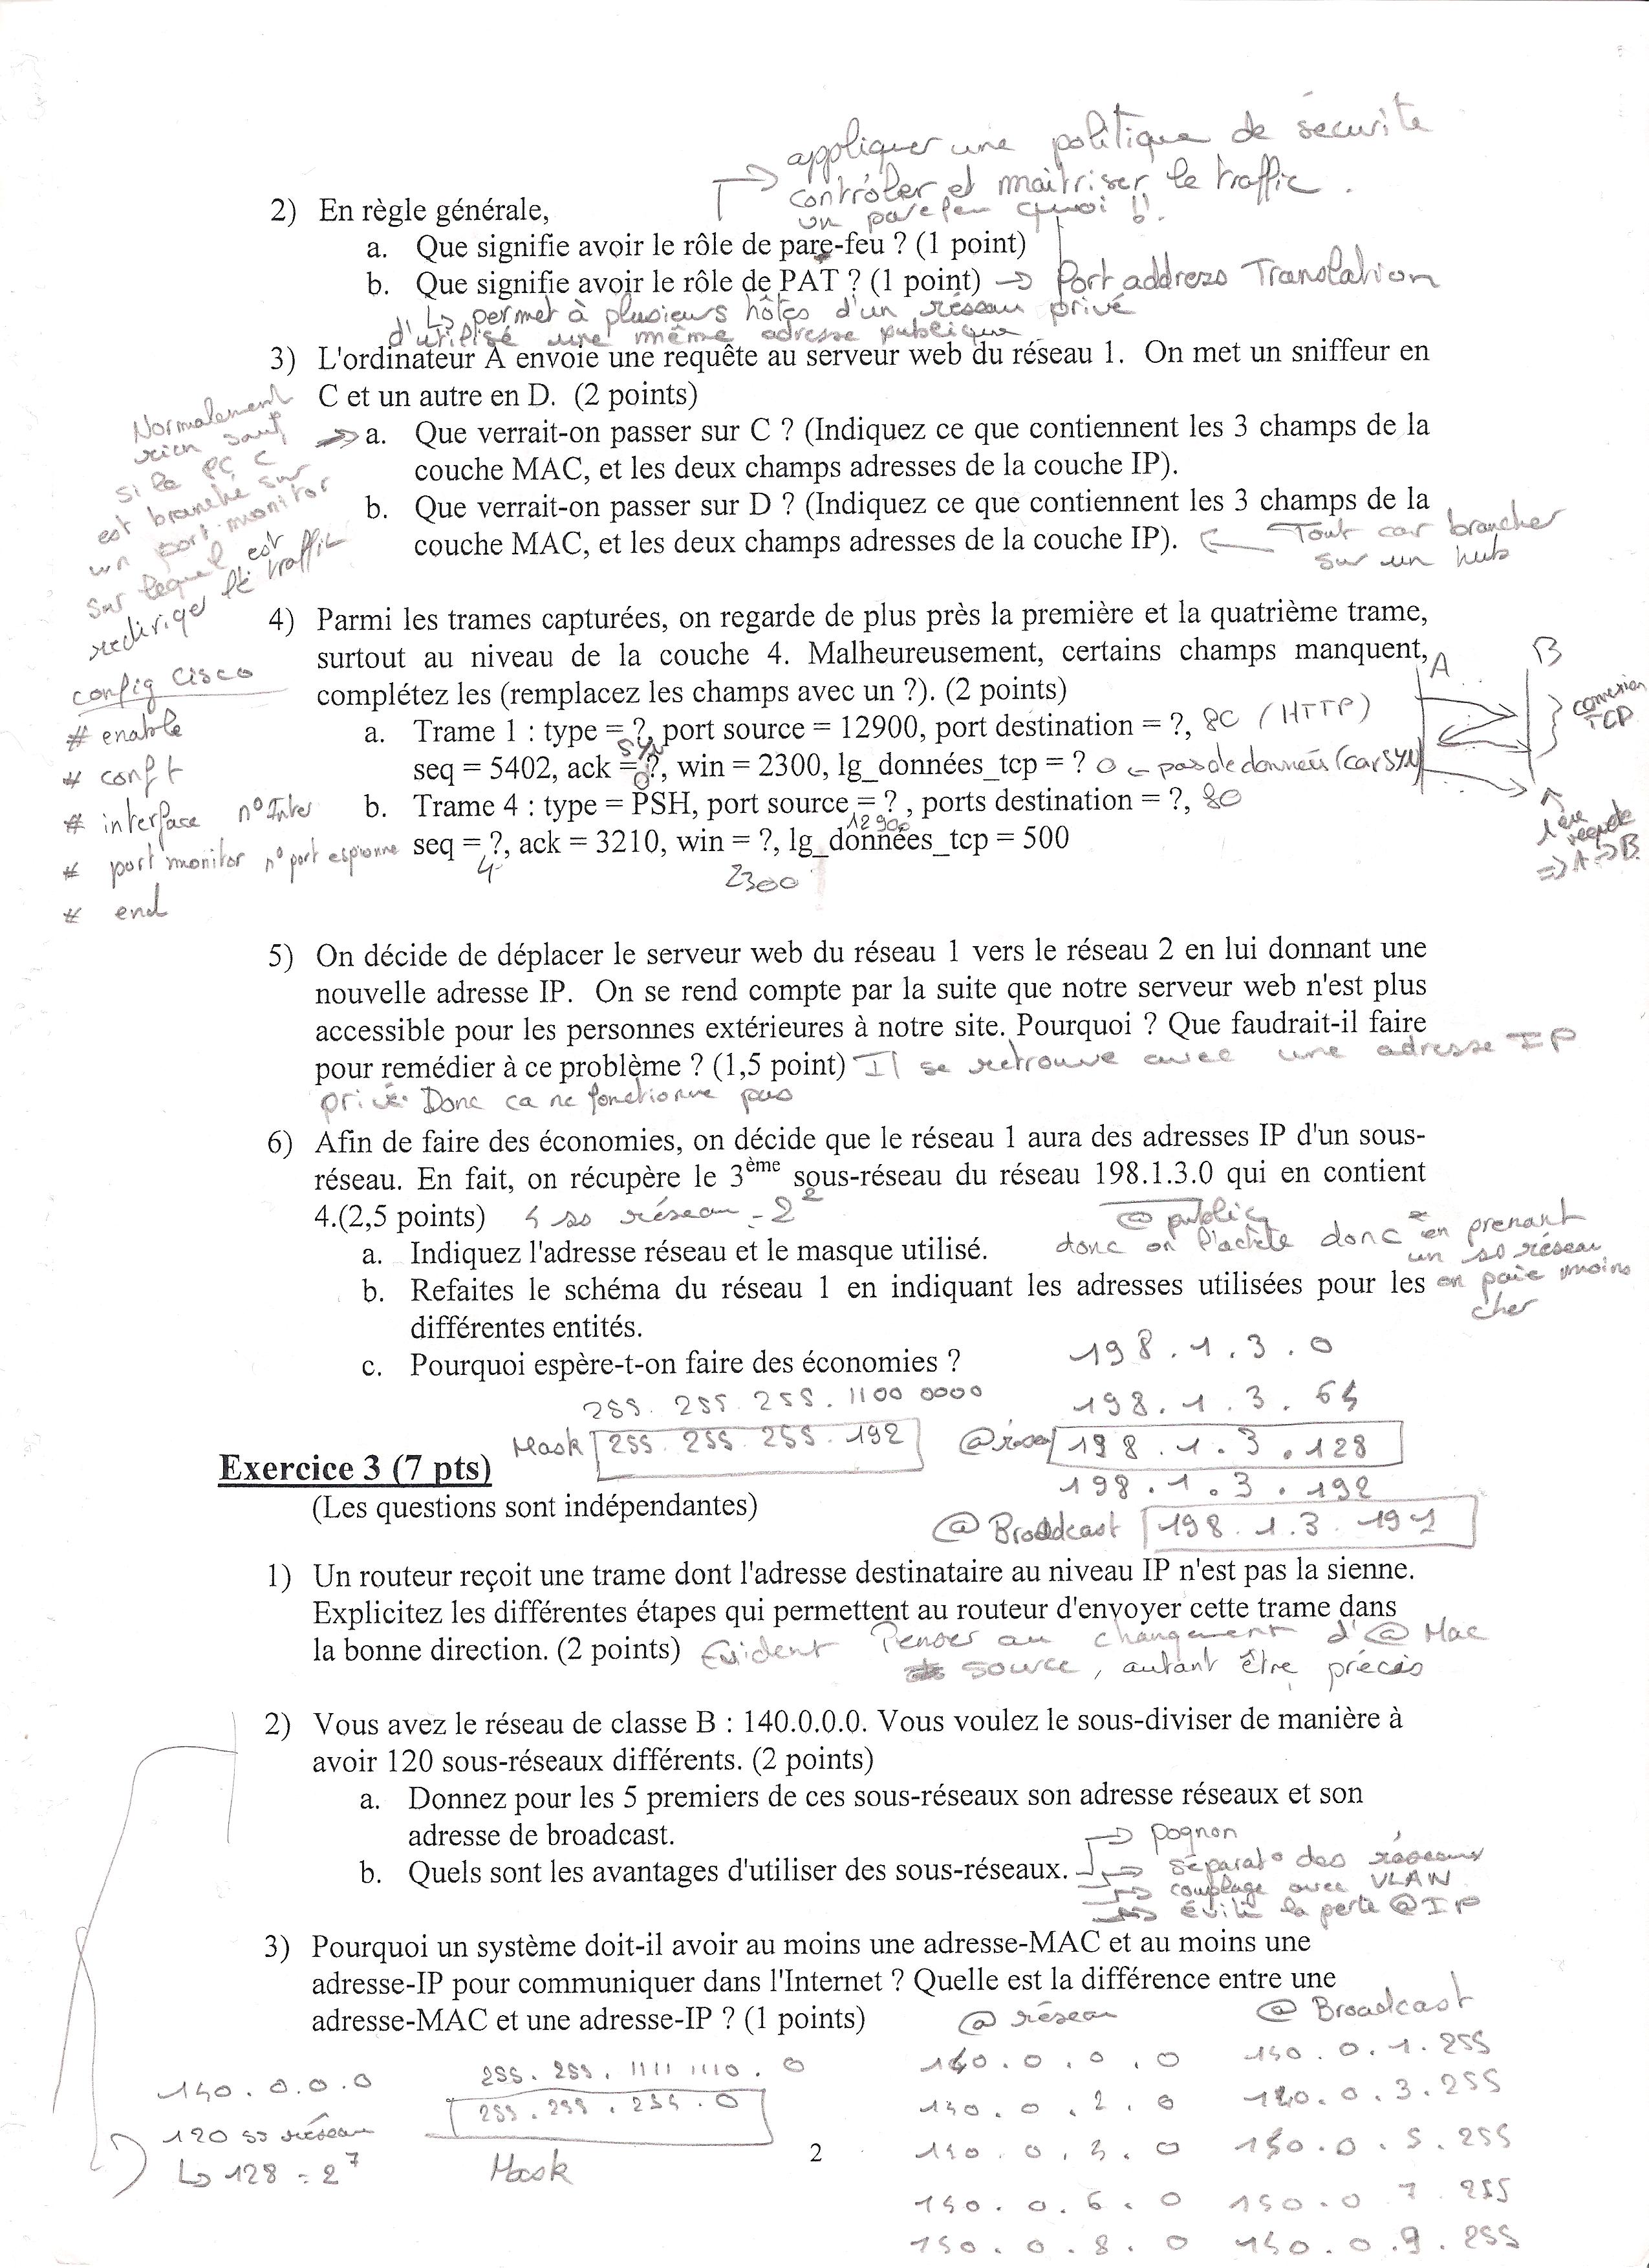 appliquer une politique de sécurité
contrôler et maîtriser le traffic.
un parefeu quoi !!
2) En règle générale,
a. Que signifie avoir le rôle de pare-feu ? (1 point)
b. Que signifie avoir le rôle de PAT ? (1 point) → Port address Translation
↳ permet à plusieurs hôtes d'un réseau privé
d'utilisé une même adresse publique
3) L'ordinateur A envoie une requête au serveur web du réseau 1. On met un sniffeur en
C et un autre en D. (2 points)
Normalement
rien sauf
si le pc C
est branché sur
un port monitor
sur lequel est
rediriger le traffic
a. Que verrait-on passer sur C ? (Indiquez ce que contiennent les 3 champs de la
couche MAC, et les deux champs adresses de la couche IP).
b. Que verrait-on passer sur D ? (Indiquez ce que contiennent les 3 champs de la
couche MAC, et les deux champs adresses de la couche IP).
Tout car brancher
sur un hub
4) Parmi les trames capturées, on regarde de plus près la première et la quatrième trame,
surtout au niveau de la couche 4. Malheureusement, certains champs manquent,
complétez les (remplacez les champs avec un ?). (2 points)
A B
connexion
TCP
1ère
requete
=> A→B
config Cisco
# enable
# conf t
# interface n° Inter
# port monitor n° port espionne
# end
a. Trame 1 : type = ?, port source = 12900, port destination = ?, 80 (HTTP)
SYN
seq = 5402, ack = ?, win = 2300, lg_données_tcp = ? 0 ← pas de données (car SYN)
0
b. Trame 4 : type = PSH, port source = ? , ports destination = ?, 80
12900
seq = ?, ack = 3210, win = ?, lg_données_tcp = 500
4
2300
5) On décide de déplacer le serveur web du réseau 1 vers le réseau 2 en lui donnant une
nouvelle adresse IP. On se rend compte par la suite que notre serveur web n'est plus
accessible pour les personnes extérieures à notre site. Pourquoi ? Que faudrait-il faire
pour remédier à ce problème ? (1,5 point) Il se retrouve avec une adresse IP
privé. Donc ca ne fonctionne pas
6) Afin de faire des économies, on décide que le réseau 1 aura des adresses IP d'un sous-
réseau. En fait, on récupère le 3ème sous-réseau du réseau 198.1.3.0 qui en contient
4.(2,5 points) 4 ss réseau = 2²
@ public
donc on l'achete donc en prenant
un ss réseau
on paie moins
cher
a. Indiquez l'adresse réseau et le masque utilisé.
b. Refaites le schéma du réseau 1 en indiquant les adresses utilisées pour les
différentes entités.
c. Pourquoi espère-t-on faire des économies ?
198.1.3.0
255.255.255.1100 0000
198.1.3.64
Mask 255.255.255.192
@rés 198.1.3.128
198.1.3.192
@ Broadcast 198.1.3.191
Exercice 3 (7 pts)
(Les questions sont indépendantes)
1) Un routeur reçoit une trame dont l'adresse destinataire au niveau IP n'est pas la sienne.
Explicitez les différentes étapes qui permettent au routeur d'envoyer cette trame dans
la bonne direction. (2 points) Evident Penser au changement d'@ Mac
source, autant être précis
2) Vous avez le réseau de classe B : 140.0.0.0. Vous voulez le sous-diviser de manière à
avoir 120 sous-réseaux différents. (2 points)
a. Donnez pour les 5 premiers de ces sous-réseaux son adresse réseaux et son
adresse de broadcast.
b. Quels sont les avantages d'utiliser des sous-réseaux.
→ pognon
→ séparat° des réseaux
→ couplage avec VLAN
→ évite la perte @IP
3) Pourquoi un système doit-il avoir au moins une adresse-MAC et au moins une
adresse-IP pour communiquer dans l'Internet ? Quelle est la différence entre une
adresse-MAC et une adresse-IP ? (1 points)
@ réseau @ Broadcast
140.0.0.0 140.0.1.255
140.0.2.0 140.0.3.255
140.0.4.0 140.0.5.255
140.0.6.0 140.0.7.255
140.0.8.0 140.0.9.255
140.0.0.0
120 ss réseau
↳ 128 = 2⁷
255.255.1111 1110.0
255.255.254.0
Mask
2